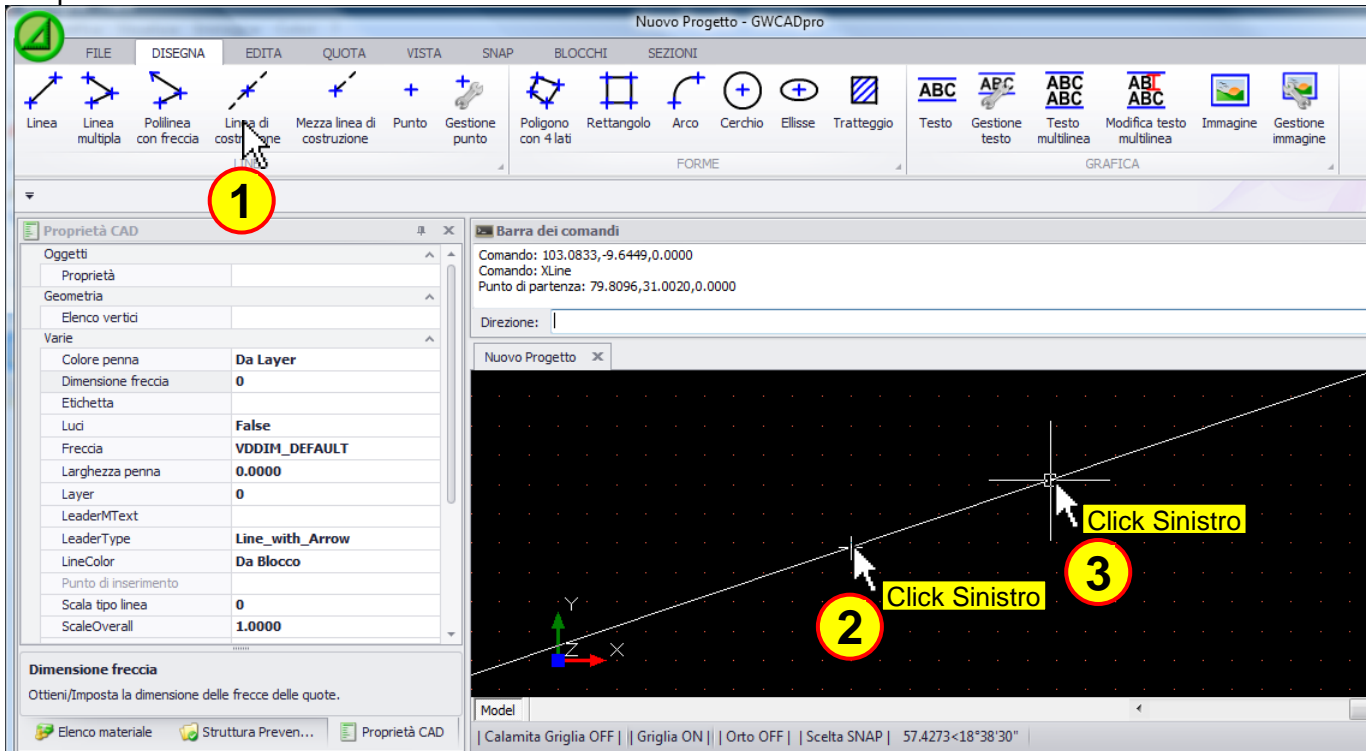 Nuovo Progetto - GWCADpro
FILE DISEGNA EDITA QUOTA VISTA SNAP BLOCCHI SEZIONI
Linea Linea multipla Polilinea con freccia Linea di costruzione Mezza linea di costruzione Punto Gestione punto Poligono con 4 lati Rettangolo Arco Cerchio Ellisse Tratteggio Testo Gestione testo Testo multilinea Modifica testo multilinea Immagine Gestione immagine
FORME GRAFICA
1
Proprietà CAD
Oggetti
Proprietà
Geometria
Elenco vertici
Varie
Colore penna Da Layer
Dimensione freccia 0
Etichetta
Luci False
Freccia VDDIM_DEFAULT
Larghezza penna 0.0000
Layer 0
LeaderMText
LeaderType Line_with_Arrow
LineColor Da Blocco
Punto di inserimento
Scala tipo linea 0
ScaleOverall 1.0000
Dimensione freccia
Ottieni/Imposta la dimensione delle frecce delle quote.
Elenco materiale Struttura Preven... Proprietà CAD
Barra dei comandi
Comando: 103.0833,-9.6449,0.0000
Comando: XLine
Punto di partenza: 79.8096,31.0020,0.0000
Direzione:
Nuovo Progetto
Click Sinistro
3
Click Sinistro
2
Y
Z X
Model
| Calamita Griglia OFF | | Griglia ON | | Orto OFF | | Scelta SNAP | 57.4273<18°38'30"